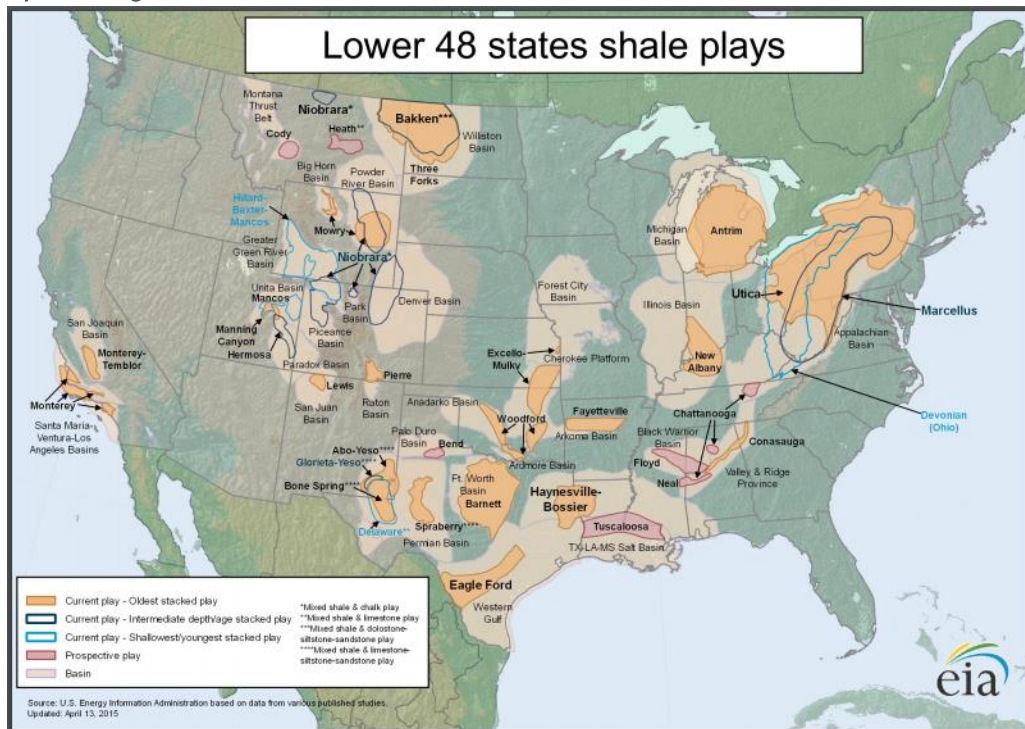 Lower 48 states shale plays
Montana
Thrust
Belt
Niobrara*
Bakken***
Cody
Heath**
Williston
Basin
Big Horn
Basin
Powder
River Basin
Three
Forks
Hillard-
Baxter-
Mancos
Mowry
Greater
Green River
Basin
Niobrara*
Michigan
Basin
Antrim
Unita Basin
Mancos
Park
Basin
Denver Basin
Forest City
Basin
Illinois Basin
Utica
Marcellus
Appalachian
Basin
San Joaquin
Basin
Manning
Canyon
Hermosa
Piceance
Basin
Paradox Basin
Monterey-
Temblor
Excello-
Mulky
Cherokee Platform
New
Albany
Lewis
Pierre
Monterey
San Juan
Basin
Raton
Basin
Anadarko Basin
Woodford
Fayetteville
Chattanooga
Devonian
(Ohio)
Santa Maria-
Ventura-Los
Angeles Basins
Palo Duro
Basin
Bend
Arkoma Basin
Black Warrior
Basin
Conasauga
Abo-Yeso****
Glorieta-Yeso****
Ardmore Basin
Floyd
Neal
Valley & Ridge
Province
Bone Spring****
Ft. Worth
Basin
Barnett
Haynesville-
Bossier
Delaware**
Spraberry****
Permian Basin
Tuscaloosa
TX-LA-MS Salt Basin
Eagle Ford
Western
Gulf
Current play - Oldest stacked play
Current play - Intermediate depth/age stacked play
Current play - Shallowest/youngest stacked play
Prospective play
Basin
*Mixed shale & chalk play
**Mixed shale & limestone play
***Mixed shale & dolostone-
siltstone-sandstone play
****Mixed shale & limestone-
siltstone-sandstone play
eia
Source: U.S. Energy Information Administration based on data from various published studies.
Updated: April 13, 2015